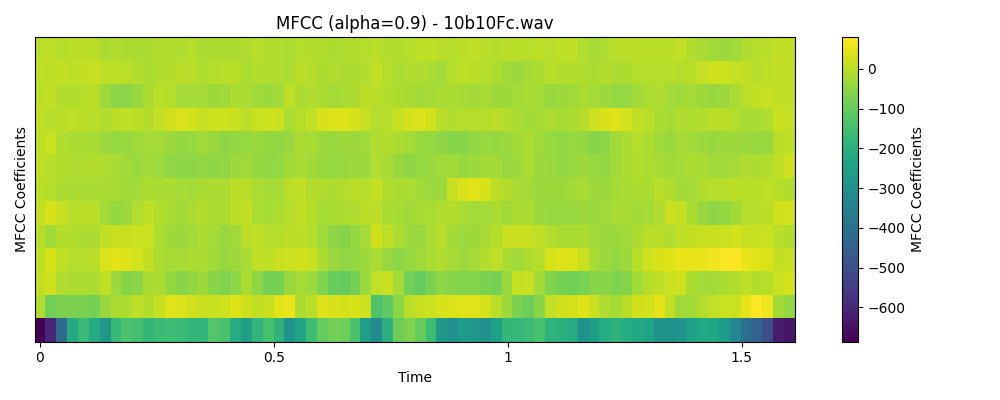 MFCC (alpha=0.9) - 10b10Fc.wav
MFCC Coefficients
0
0.5
1
1.5
Time
0
−100
−200
−300
−400
−500
−600
MFCC Coefficients